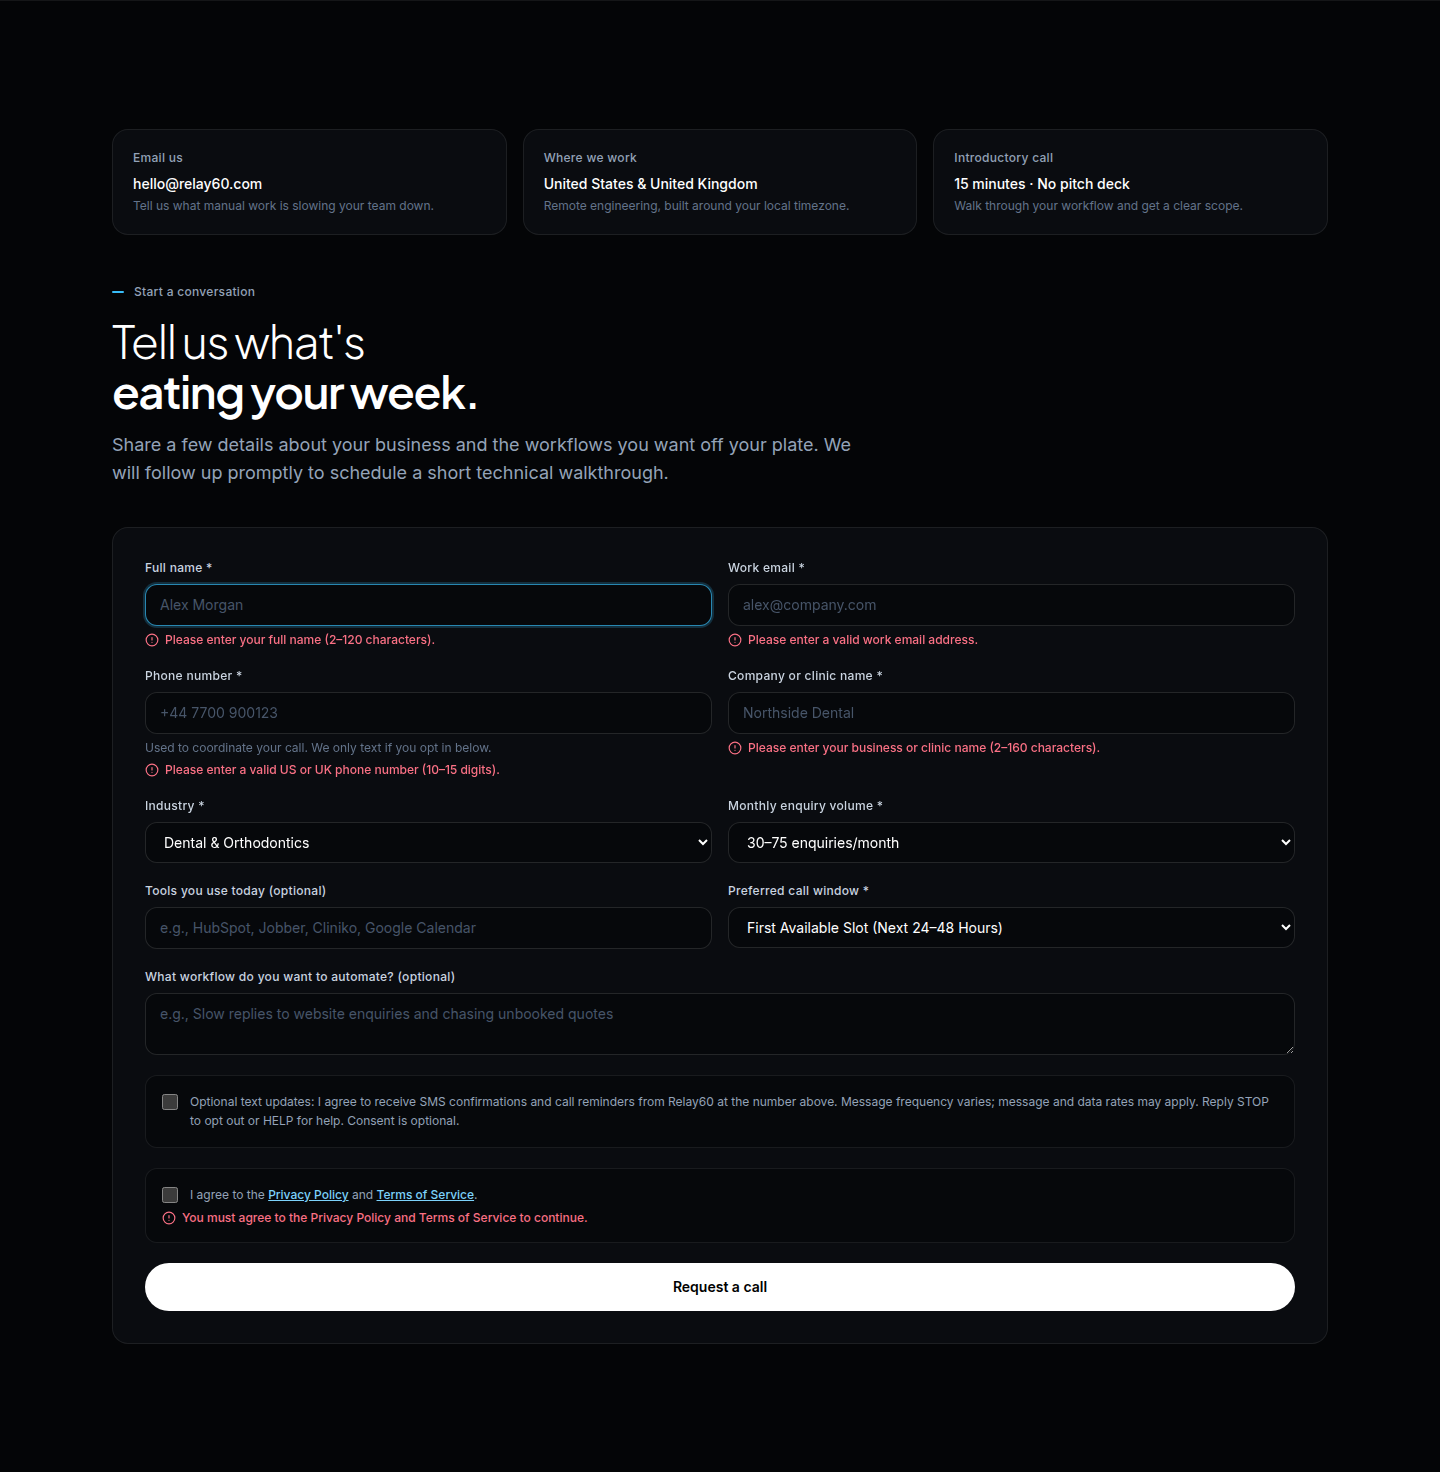 Email us
hello@relay60.com
Tell us what manual work is slowing your team down.
Where we work
United States & United Kingdom
Remote engineering, built around your local timezone.
Introductory call
15 minutes · No pitch deck
Walk through your workflow and get a clear scope.
Start a conversation
Tell us what's
eating your week.
Share a few details about your business and the workflows you want off your plate. We
will follow up promptly to schedule a short technical walkthrough.
Full name *
Alex Morgan
Please enter your full name (2–120 characters).
Work email *
alex@company.com
Please enter a valid work email address.
Phone number *
+44 7700 900123
Used to coordinate your call. We only text if you opt in below.
Please enter a valid US or UK phone number (10–15 digits).
Company or clinic name *
Northside Dental
Please enter your business or clinic name (2–160 characters).
Industry *
Dental & Orthodontics
Monthly enquiry volume *
30–75 enquiries/month
Tools you use today (optional)
e.g., HubSpot, Jobber, Cliniko, Google Calendar
Preferred call window *
First Available Slot (Next 24–48 Hours)
What workflow do you want to automate? (optional)
e.g., Slow replies to website enquiries and chasing unbooked quotes
Optional text updates: I agree to receive SMS confirmations and call reminders from Relay60 at the number above. Message frequency varies; message and data rates may apply. Reply STOP
to opt out or HELP for help. Consent is optional.
I agree to the Privacy Policy and Terms of Service.
You must agree to the Privacy Policy and Terms of Service to continue.
Request a call